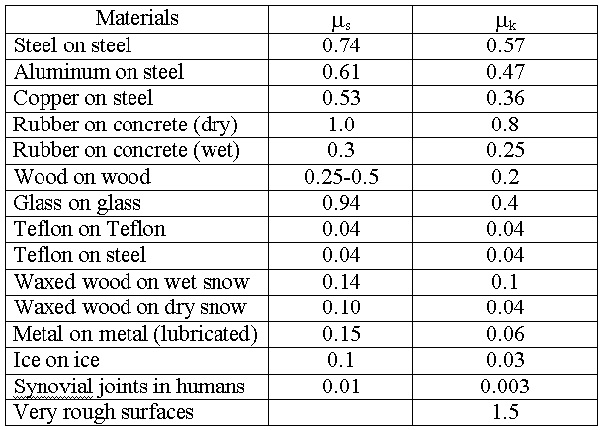 Materials μs μk
Steel on steel 0.74 0.57
Aluminum on steel 0.61 0.47
Copper on steel 0.53 0.36
Rubber on concrete (dry) 1.0 0.8
Rubber on concrete (wet) 0.3 0.25
Wood on wood 0.25-0.5 0.2
Glass on glass 0.94 0.4
Teflon on Teflon 0.04 0.04
Teflon on steel 0.04 0.04
Waxed wood on wet snow 0.14 0.1
Waxed wood on dry snow 0.10 0.04
Metal on metal (lubricated) 0.15 0.06
Ice on ice 0.1 0.03
Synovial joints in humans 0.01 0.003
Very rough surfaces 1.5